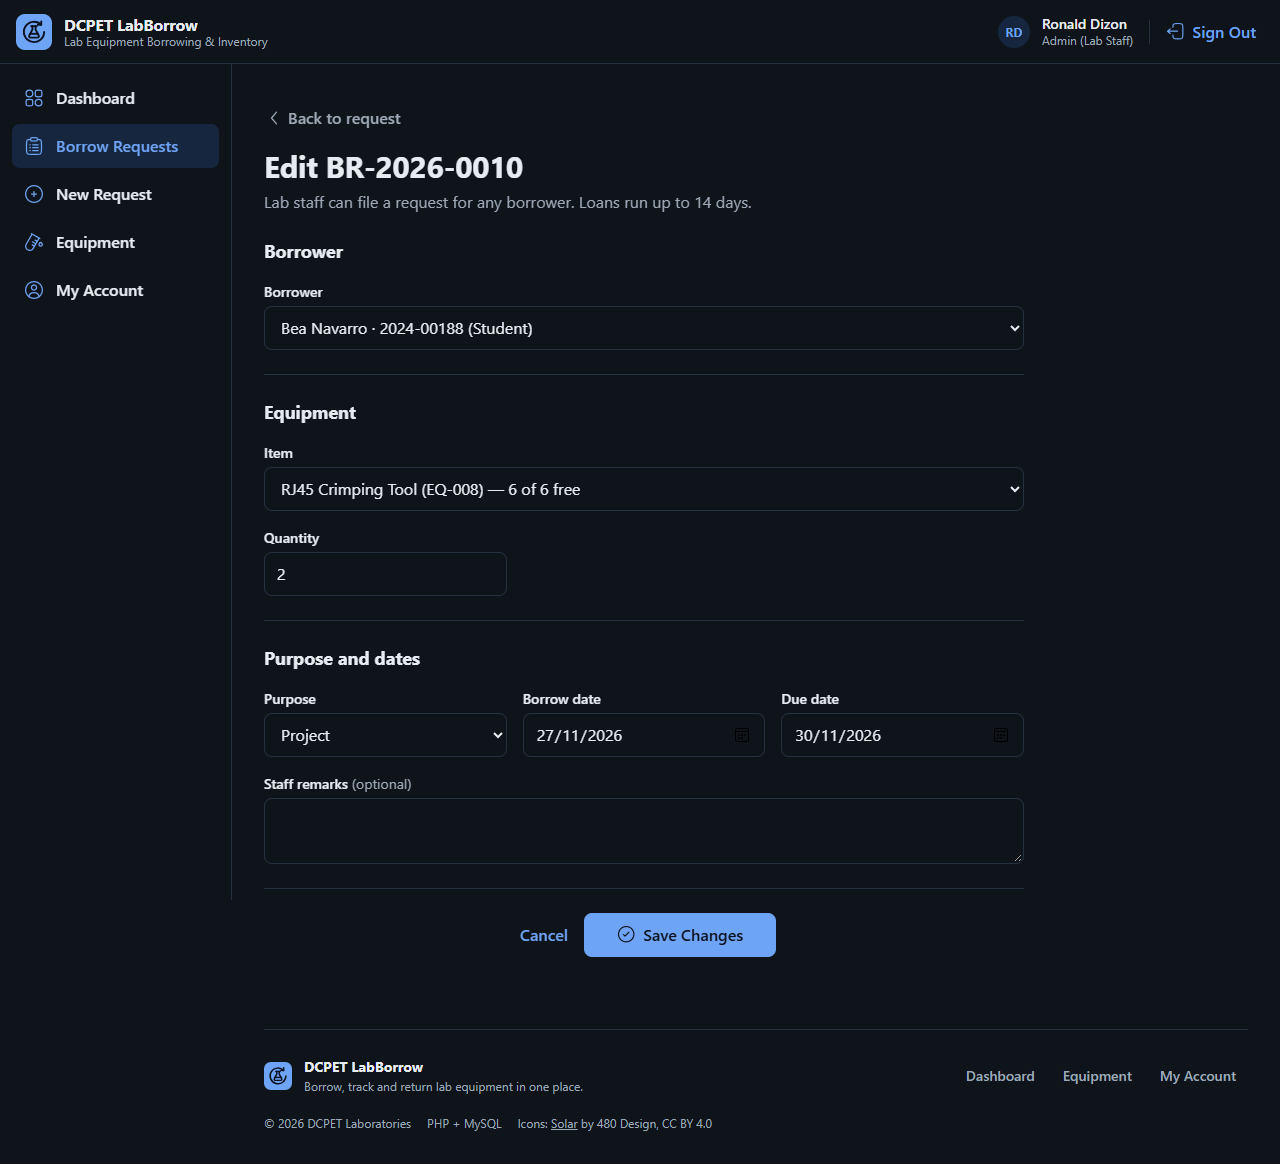 DCPET LabBorrow
Lab Equipment Borrowing & Inventory
RD
Ronald Dizon
Admin (Lab Staff)
Sign Out
Dashboard
Borrow Requests
New Request
Equipment
My Account
Back to request
Edit BR-2026-0010
Lab staff can file a request for any borrower. Loans run up to 14 days.
Borrower
Borrower
Bea Navarro · 2024-00188 (Student)
Equipment
Item
RJ45 Crimping Tool (EQ-008) — 6 of 6 free
Quantity
2
Purpose and dates
Purpose
Borrow date
Due date
Project
27/11/2026
30/11/2026
Staff remarks (optional)
Cancel
Save Changes
DCPET LabBorrow
Borrow, track and return lab equipment in one place.
Dashboard
Equipment
My Account
© 2026 DCPET Laboratories
PHP + MySQL
Icons: Solar by 480 Design, CC BY 4.0